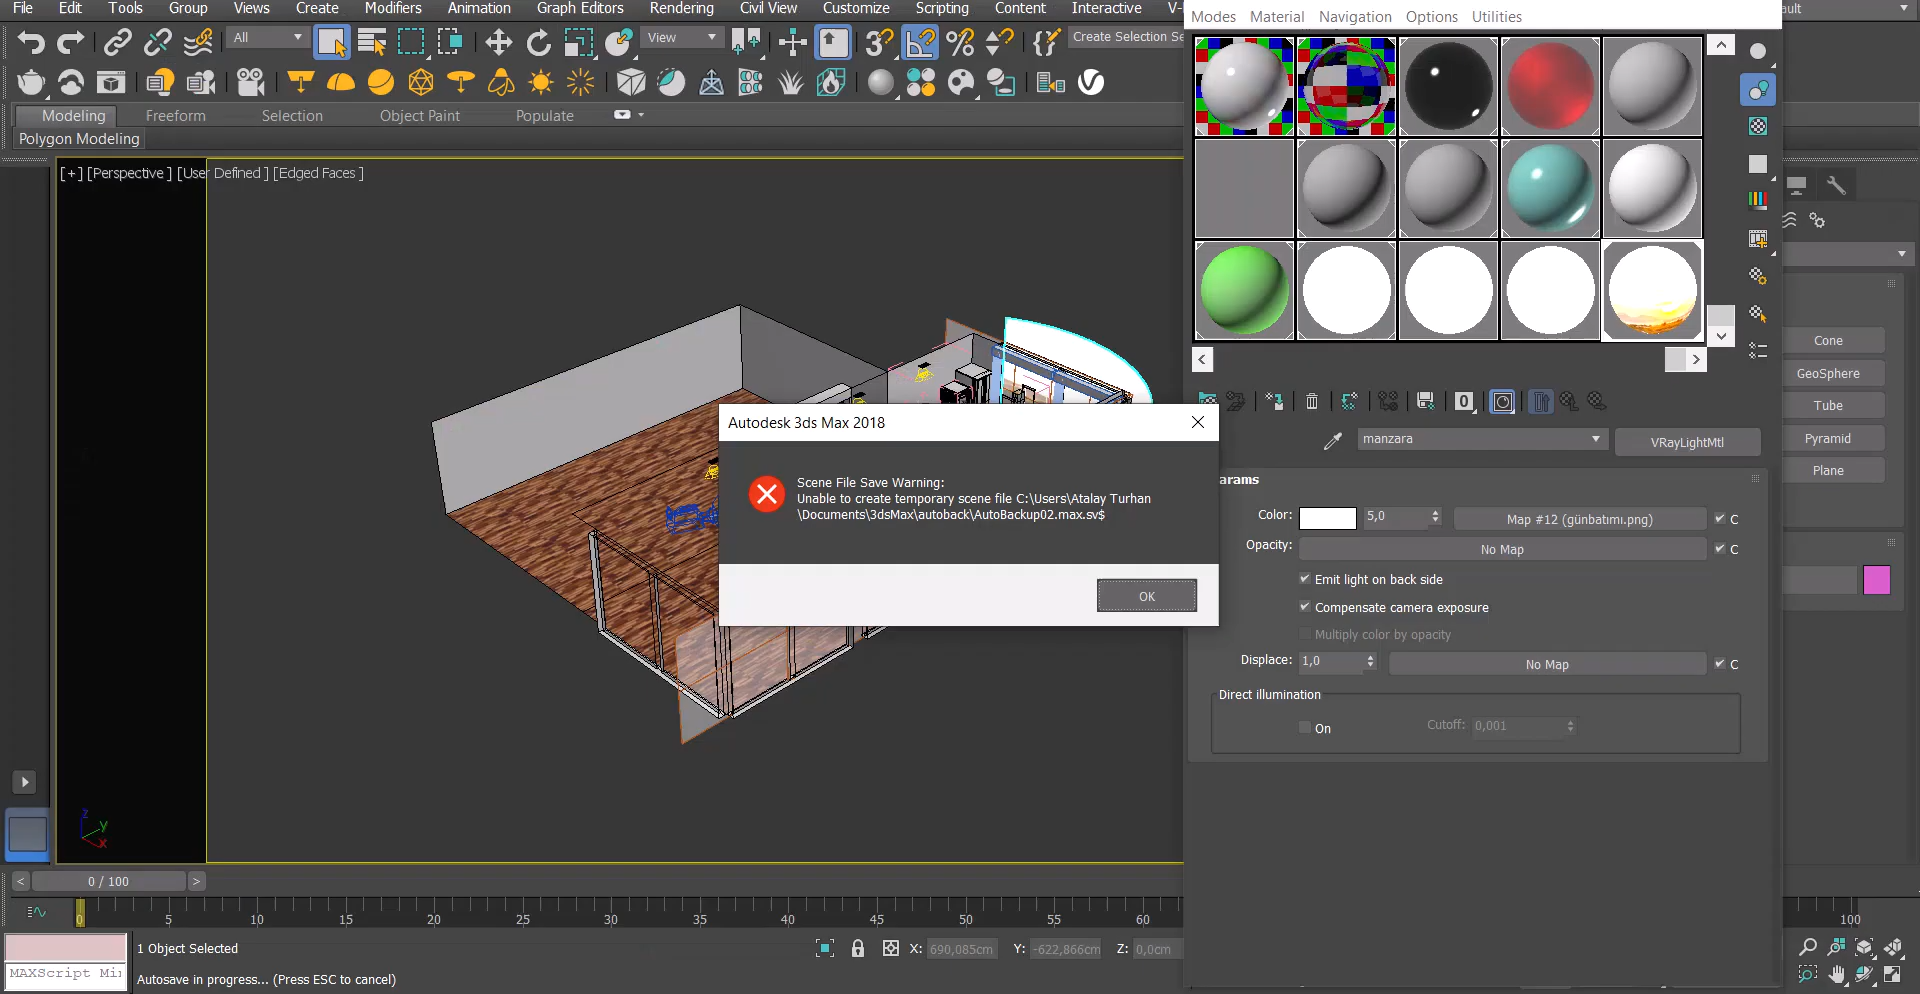 File Edit Tools Group Views Create Modifiers Animation Graph Editors Rendering Civil View Customize Scripting Content Interactive
Modes Material Navigation Options Utilities
All
View
Create Selection Se
Modeling Freeform Selection Object Paint Populate
Polygon Modeling
[+] [Perspective ] [User Defined ] [Edged Faces ]
Cone
GeoSphere
Tube
Pyramid
Plane
manzara
VRayLightMtl
Autodesk 3ds Max 2018
Scene File Save Warning:
Unable to create temporary scene file C:\Users\Atalay Turhan
\Documents\3dsMax\autoback\AutoBackup02.max.sv$
OK
arams
Color: 5,0 Map #12 (günbatımı.png) C
Opacity: No Map C
Emit light on back side
Compensate camera exposure
Multiply color by opacity
Displace: 1,0 No Map C
Direct illumination
On Cutoff: 0,001
z
y
x
< 0 / 100 >
0 5 10 15 20 25 30 35 40 45 50 55 60 100
1 Object Selected
X: 690,085cm Y: -622,866cm Z: 0,0cm
MAXScript Mi
Autosave in progress... (Press ESC to cancel)